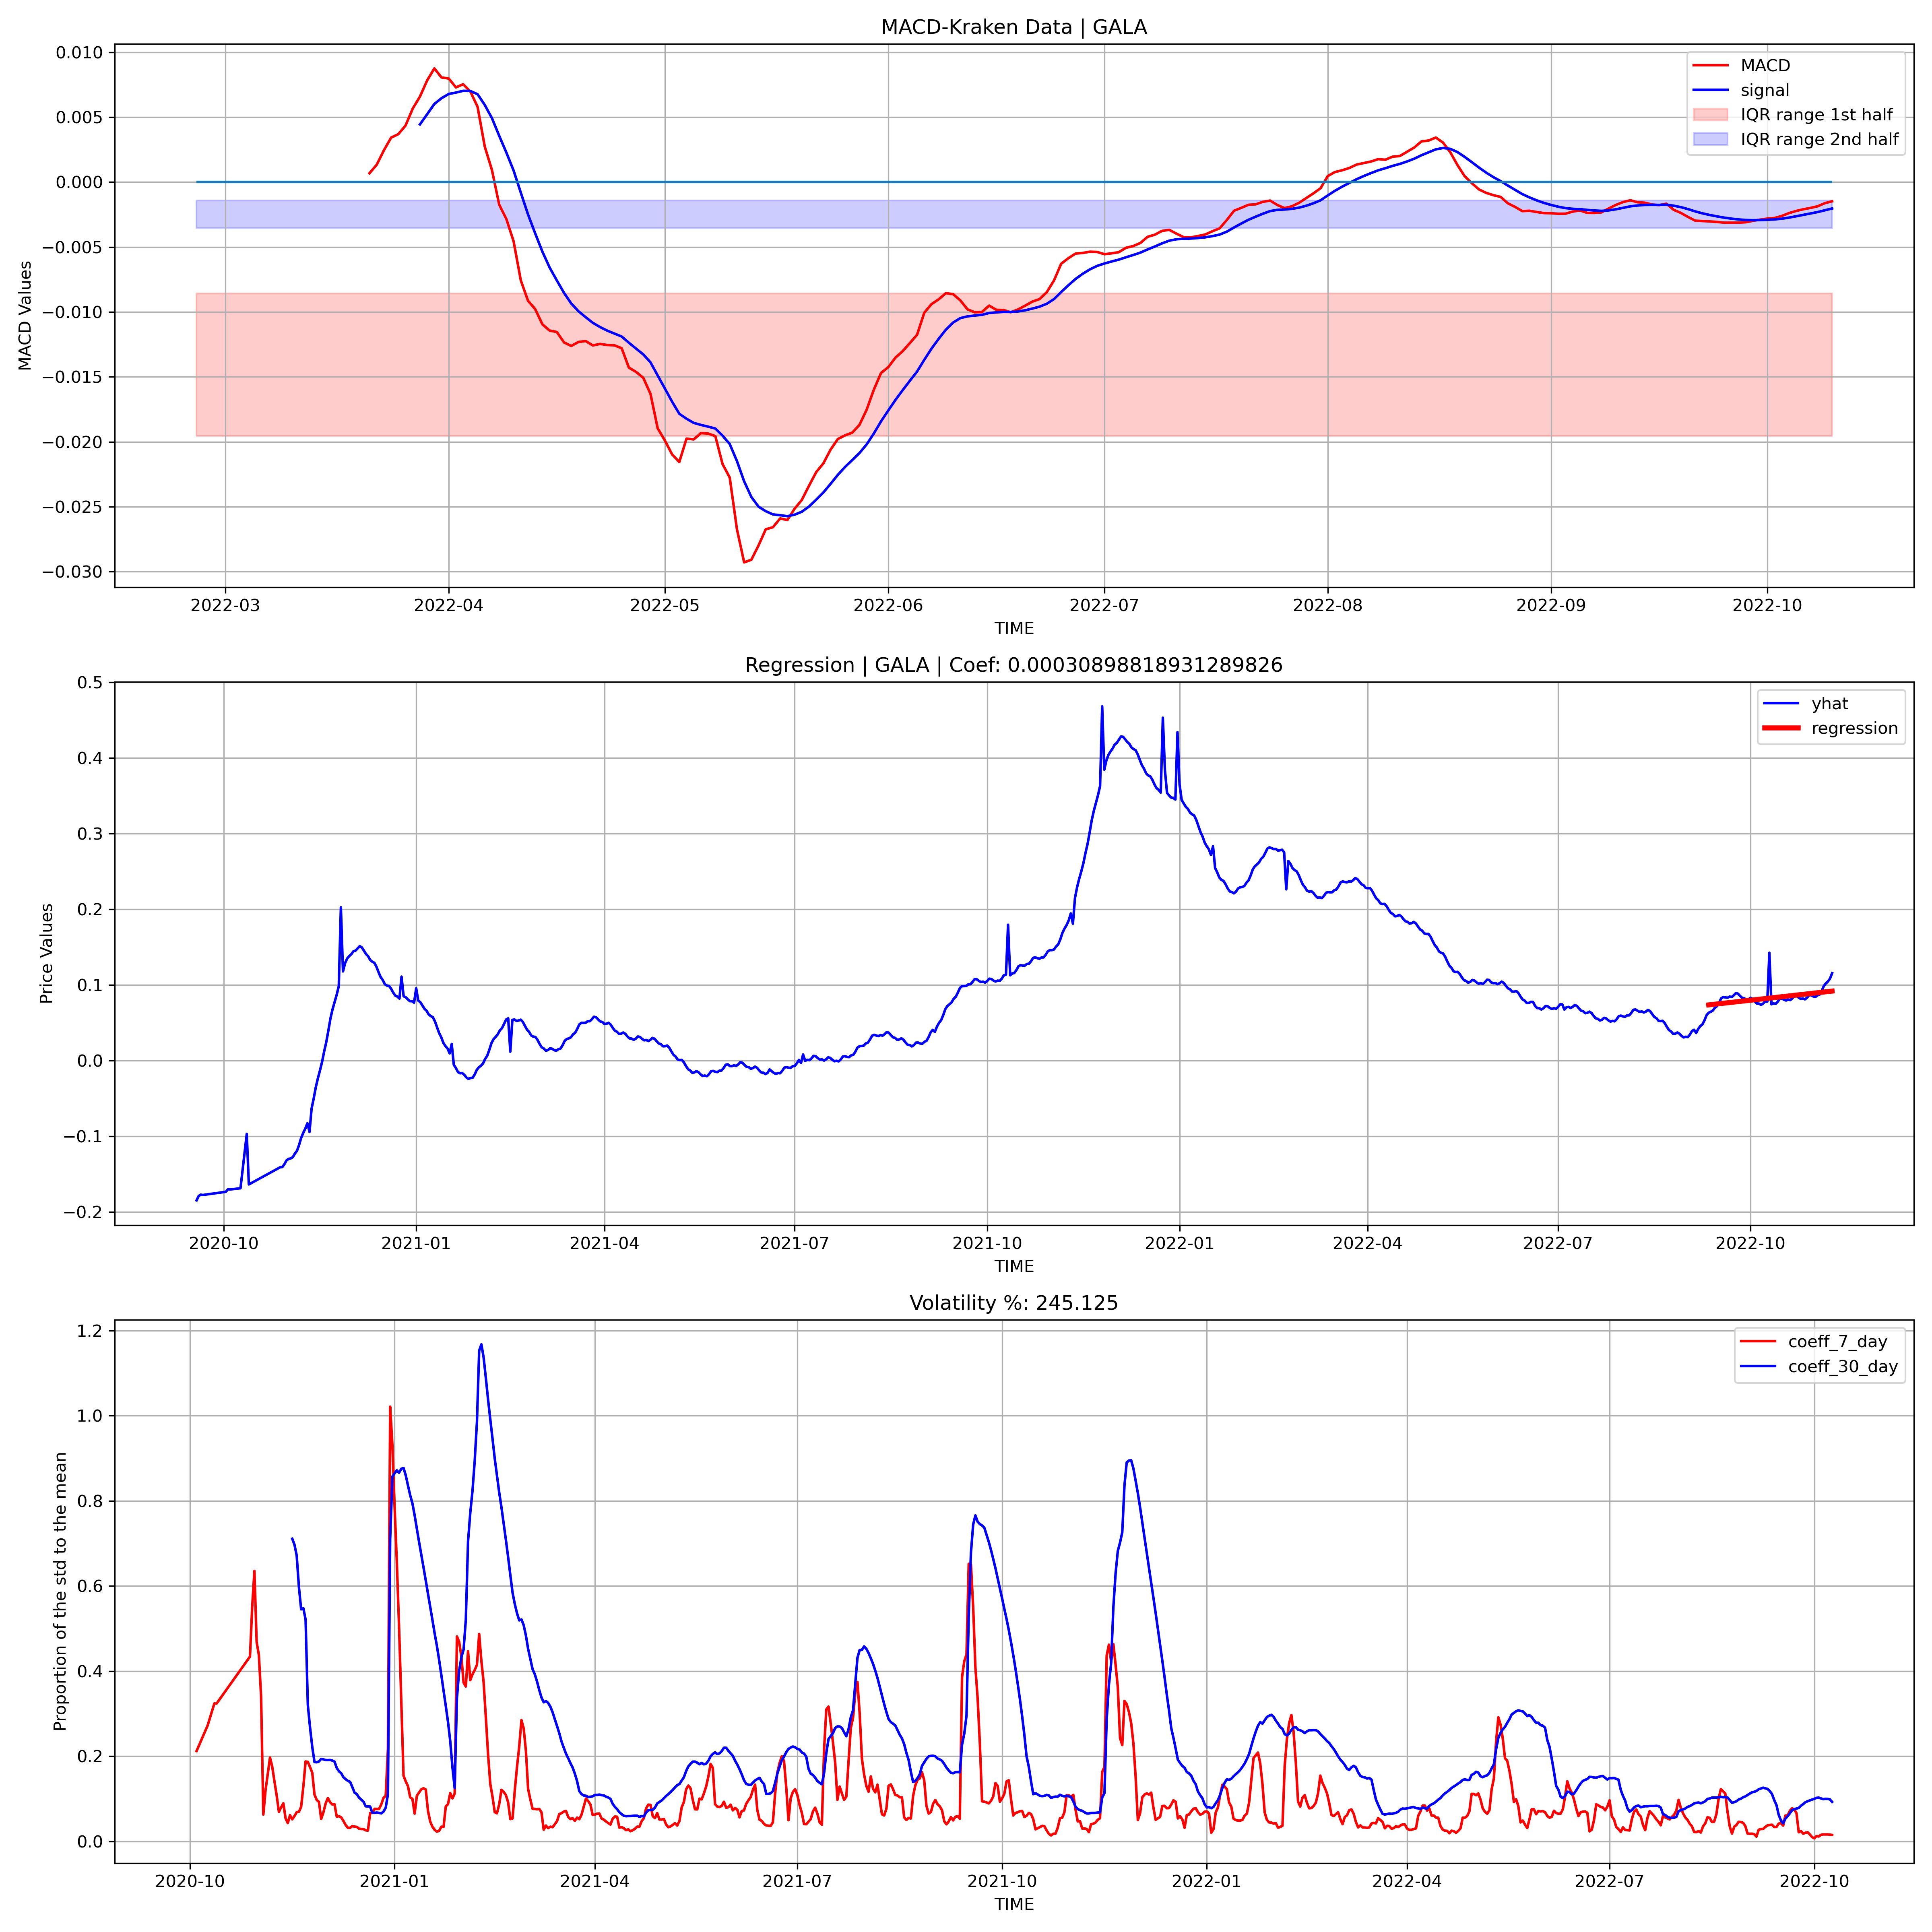 MACD-Kraken Data | GALA
MACD Values
0.010
0.005
0.000
−0.005
−0.010
−0.015
−0.020
−0.025
−0.030
MACD
signal
IQR range 1st half
IQR range 2nd half
2022-03 2022-04 2022-05 2022-06 2022-07 2022-08 2022-09 2022-10
TIME
Regression | GALA | Coef: 0.00030898818931289826
Price Values
0.5
0.4
0.3
0.2
0.1
0.0
−0.1
−0.2
yhat
regression
2020-10 2021-01 2021-04 2021-07 2021-10 2022-01 2022-04 2022-07 2022-10
TIME
Volatility %: 245.125
Proportion of the std to the mean
1.2
1.0
0.8
0.6
0.4
0.2
0.0
coeff_7_day
coeff_30_day
2020-10 2021-01 2021-04 2021-07 2021-10 2022-01 2022-04 2022-07 2022-10
TIME